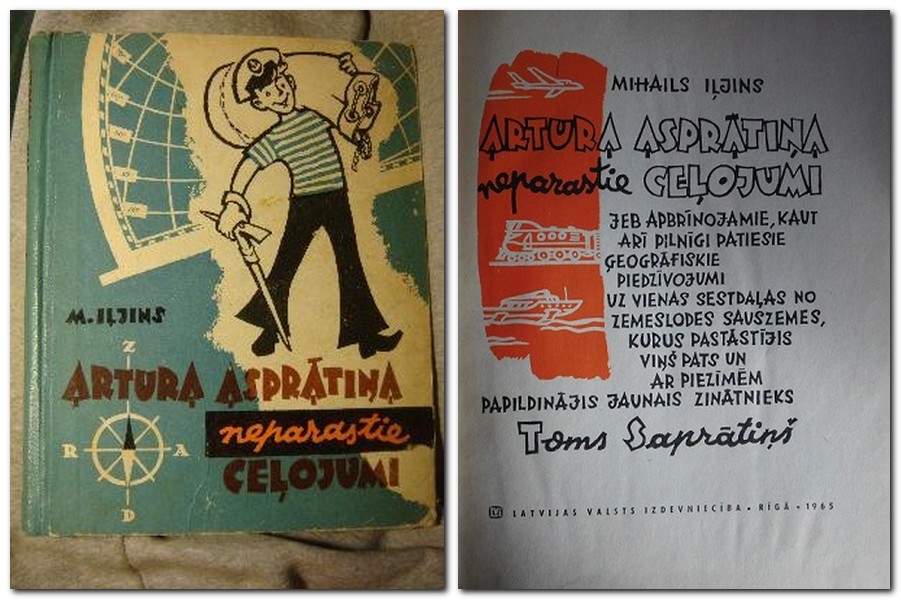 M. IĻJINS
Z
ARTURA ASPRĀTIŅA
neparastie
R A
CEĻOJUMI
D
MIHAILS IĻJINS
ARTURA ASPRĀTIŅA
neparastie CEĻOJUMI
JEB APBRĪNOJAMIE, KAUT
ARĪ PILNĪGI PATIESIE
ĢEOGRĀFISKIE
PIEDZĪVOJUMI
UZ VIENAS SESTDAĻAS NO
ZEMESLODES SAUSZEMES,
KURUS PASTĀSTĪJIS
VIŅŠ PATS UN
AR PIEZĪMĒM
PAPILDINĀJIS JAUNAIS ZINĀTNIEKS
Toms Saprātiņš
LATVIJAS VALSTS IZDEVNIECĪBA • RĪGĀ • 1965